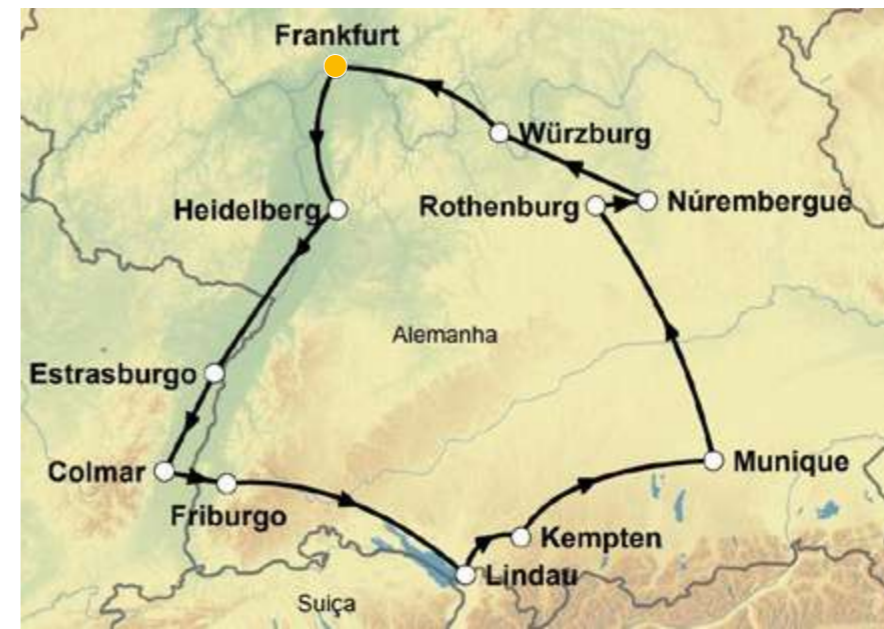 Frankfurt
Würzburg
Heidelberg
Rothenburg
Núrembergue
Alemanha
Estrasburgo
Colmar
Munique
Friburgo
Kempten
Lindau
Suiça